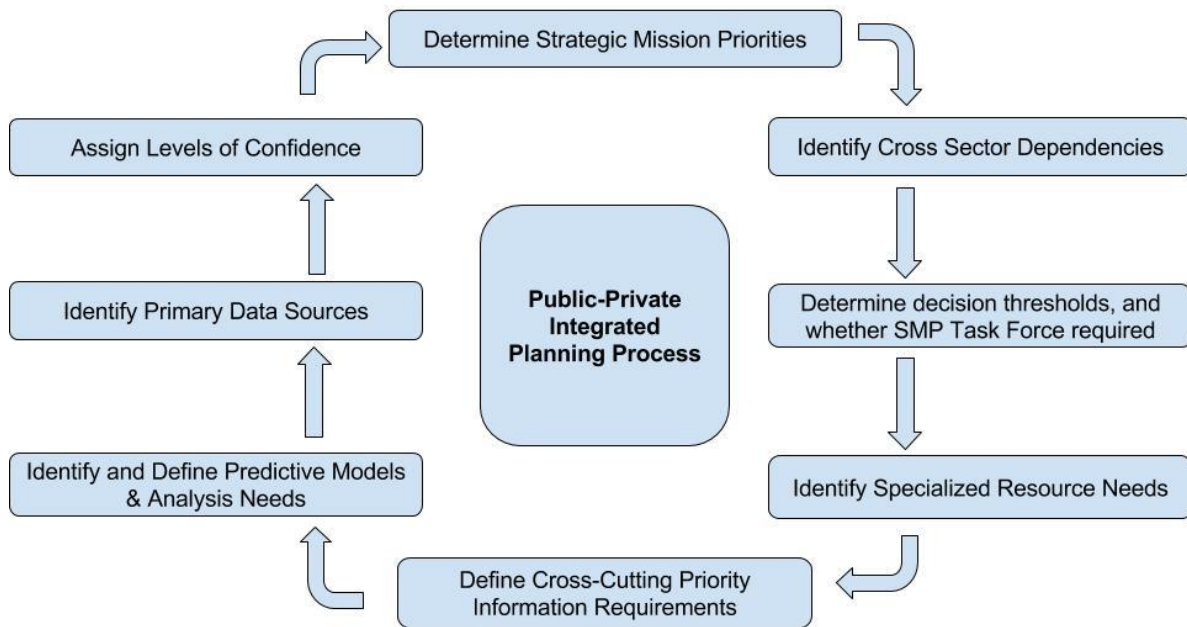 Determine Strategic Mission Priorities
Assign Levels of Confidence
Identify Cross Sector Dependencies
Public-Private
Integrated
Planning Process
Identify Primary Data Sources
Determine decision thresholds, and
whether SMP Task Force required
Identify and Define Predictive Models
& Analysis Needs
Identify Specialized Resource Needs
Define Cross-Cutting Priority
Information Requirements